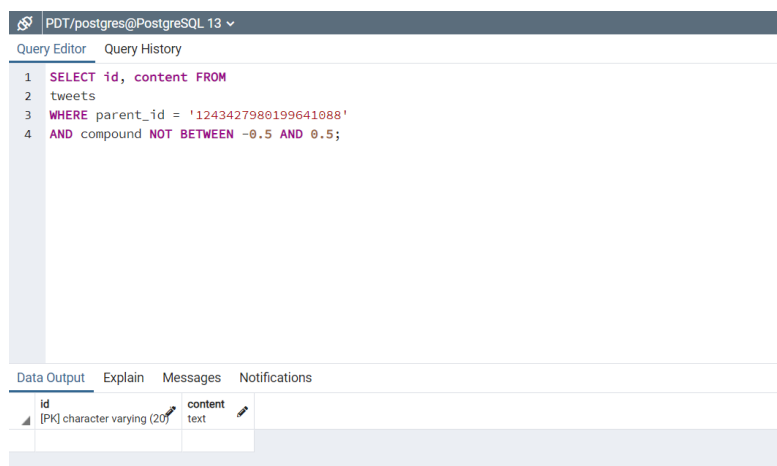 PDT/postgres@PostgreSQL 13
Query Editor Query History
1 SELECT id, content FROM
2 tweets
3 WHERE parent_id = '1243427980199641088'
4 AND compound NOT BETWEEN -0.5 AND 0.5;
Data Output Explain Messages Notifications
id content
[PK] character varying (20) text